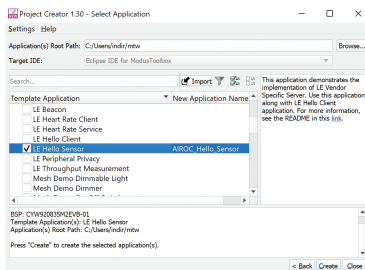 Project Creator 1.30 - Select Application
Settings Help
Application(s) Root Path: C:/Users/indir/mtw Browse...
Target IDE: Eclipse IDE for ModusToolbox
Search... Import
Template Application New Application Name
LE Beacon
LE Heart Rate Client
LE Heart Rate Service
LE Hello Client
LE Hello Sensor AIROC_Hello_Sensor
LE Peripheral Privacy
LE Throughput Measurement
Mesh Demo Dimmable Light
Mesh Demo Dimmer
This application demonstrates the
implementation of LE Vendor
Specific Server. Use this application
along with LE Hello Client
application. For more information,
see the README in this link.
BSP: CYW920835M2EVB-01
Template Application(s): LE Hello Sensor
Application(s) Root Path: C:/Users/indir/mtw
Press "Create" to create the selected application(s).
< Back Create Close